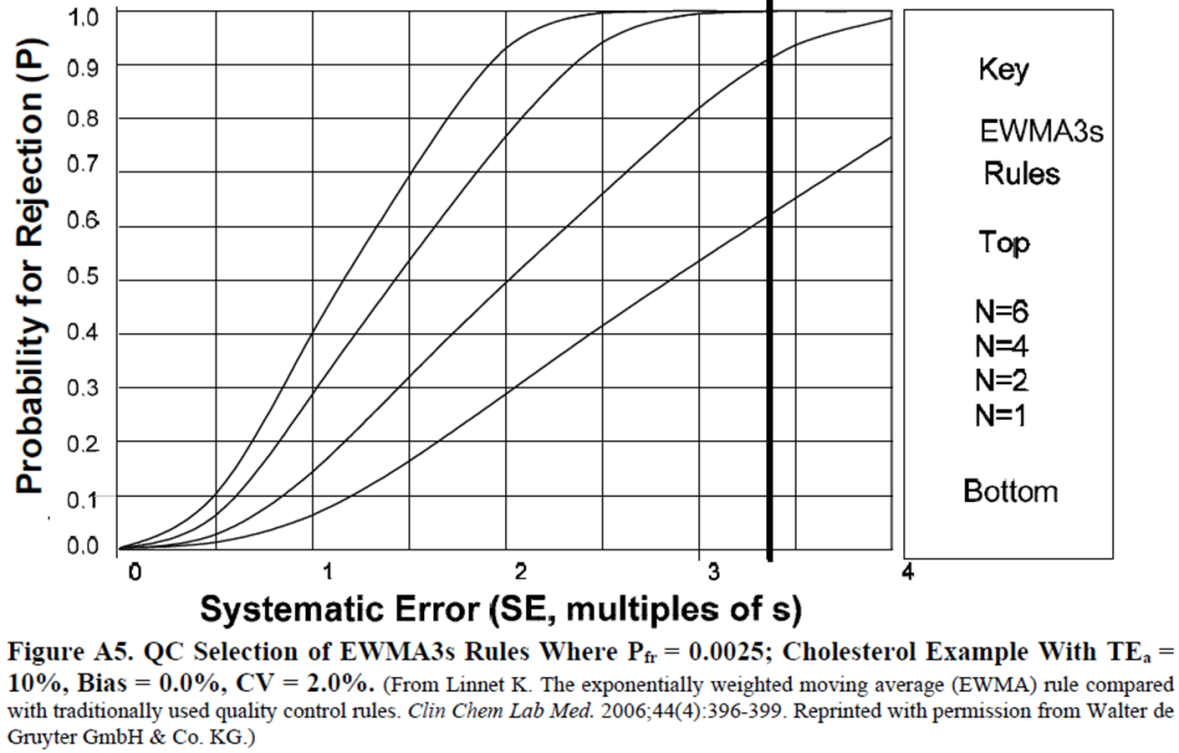 Probability for Rejection (P)
1.0
0.9
0.8
0.7
0.6
0.5
0.4
0.3
0.2
0.1
0.0
0 1 2 3 4
Systematic Error (SE, multiples of s)
Key
EWMA3s
Rules
Top
N=6
N=4
N=2
N=1
Bottom
Figure A5. QC Selection of EWMA3s Rules Where Pfr = 0.0025; Cholesterol Example With TEa =
10%, Bias = 0.0%, CV = 2.0%. (From Linnet K. The exponentially weighted moving average (EWMA) rule compared
with traditionally used quality control rules. Clin Chem Lab Med. 2006;44(4):396-399. Reprinted with permission from Walter de
Gruyter GmbH & Co. KG.)